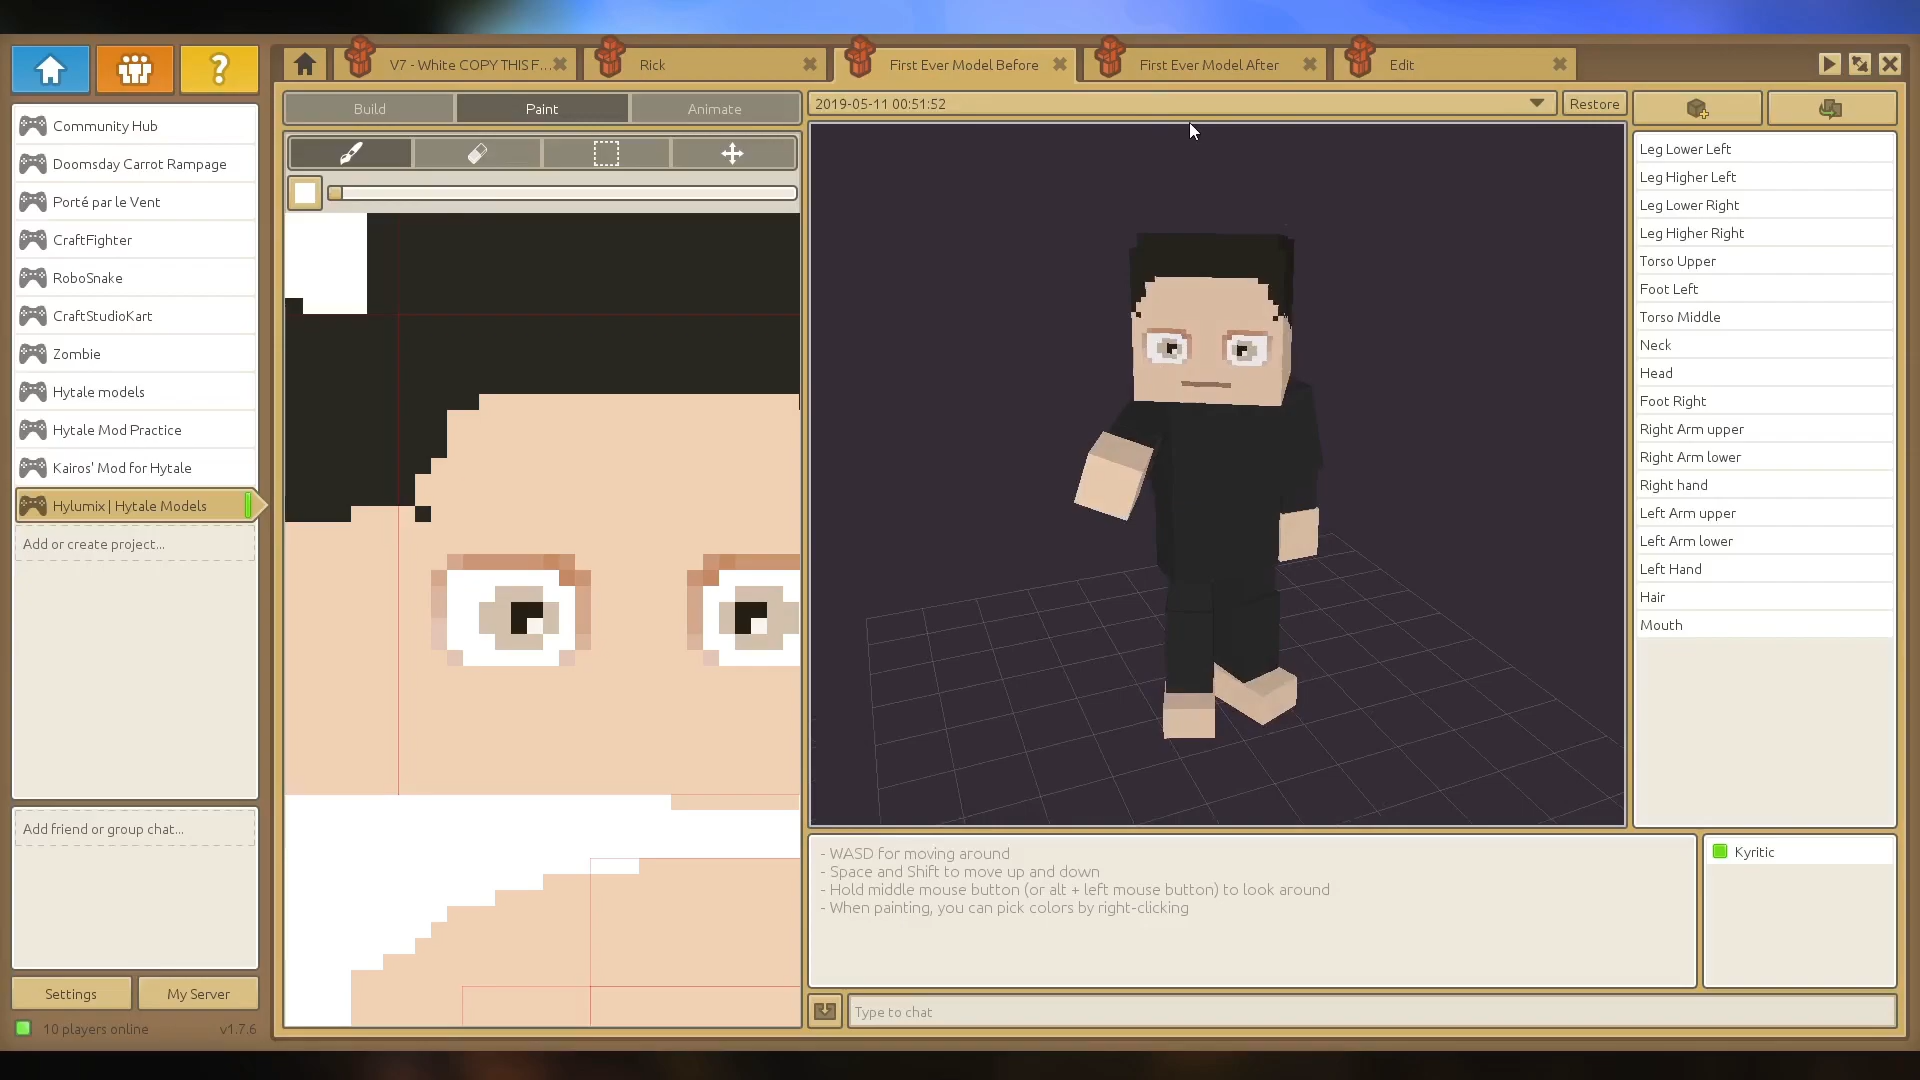 V7 - White COPY THIS F...
Rick
First Ever Model Before
First Ever Model After
Edit
Build
Paint
Animate
2019-05-11 00:51:52
Restore
Community Hub
Doomsday Carrot Rampage
Porté par le Vent
CraftFighter
RoboSnake
CraftStudioKart
Zombie
Hytale models
Hytale Mod Practice
Kairos' Mod for Hytale
Hylumix | Hytale Models
Add or create project...
Add friend or group chat...
Settings
My Server
10 players online
v1.7.6
Leg Lower Left
Leg Higher Left
Leg Lower Right
Leg Higher Right
Torso Upper
Foot Left
Torso Middle
Neck
Head
Foot Right
Right Arm upper
Right Arm lower
Right hand
Left Arm upper
Left Arm lower
Left Hand
Hair
Mouth
- WASD for moving around
- Space and Shift to move up and down
- Hold middle mouse button (or alt + left mouse button) to look around
- When painting, you can pick colors by right-clicking
Kyritic
Type to chat